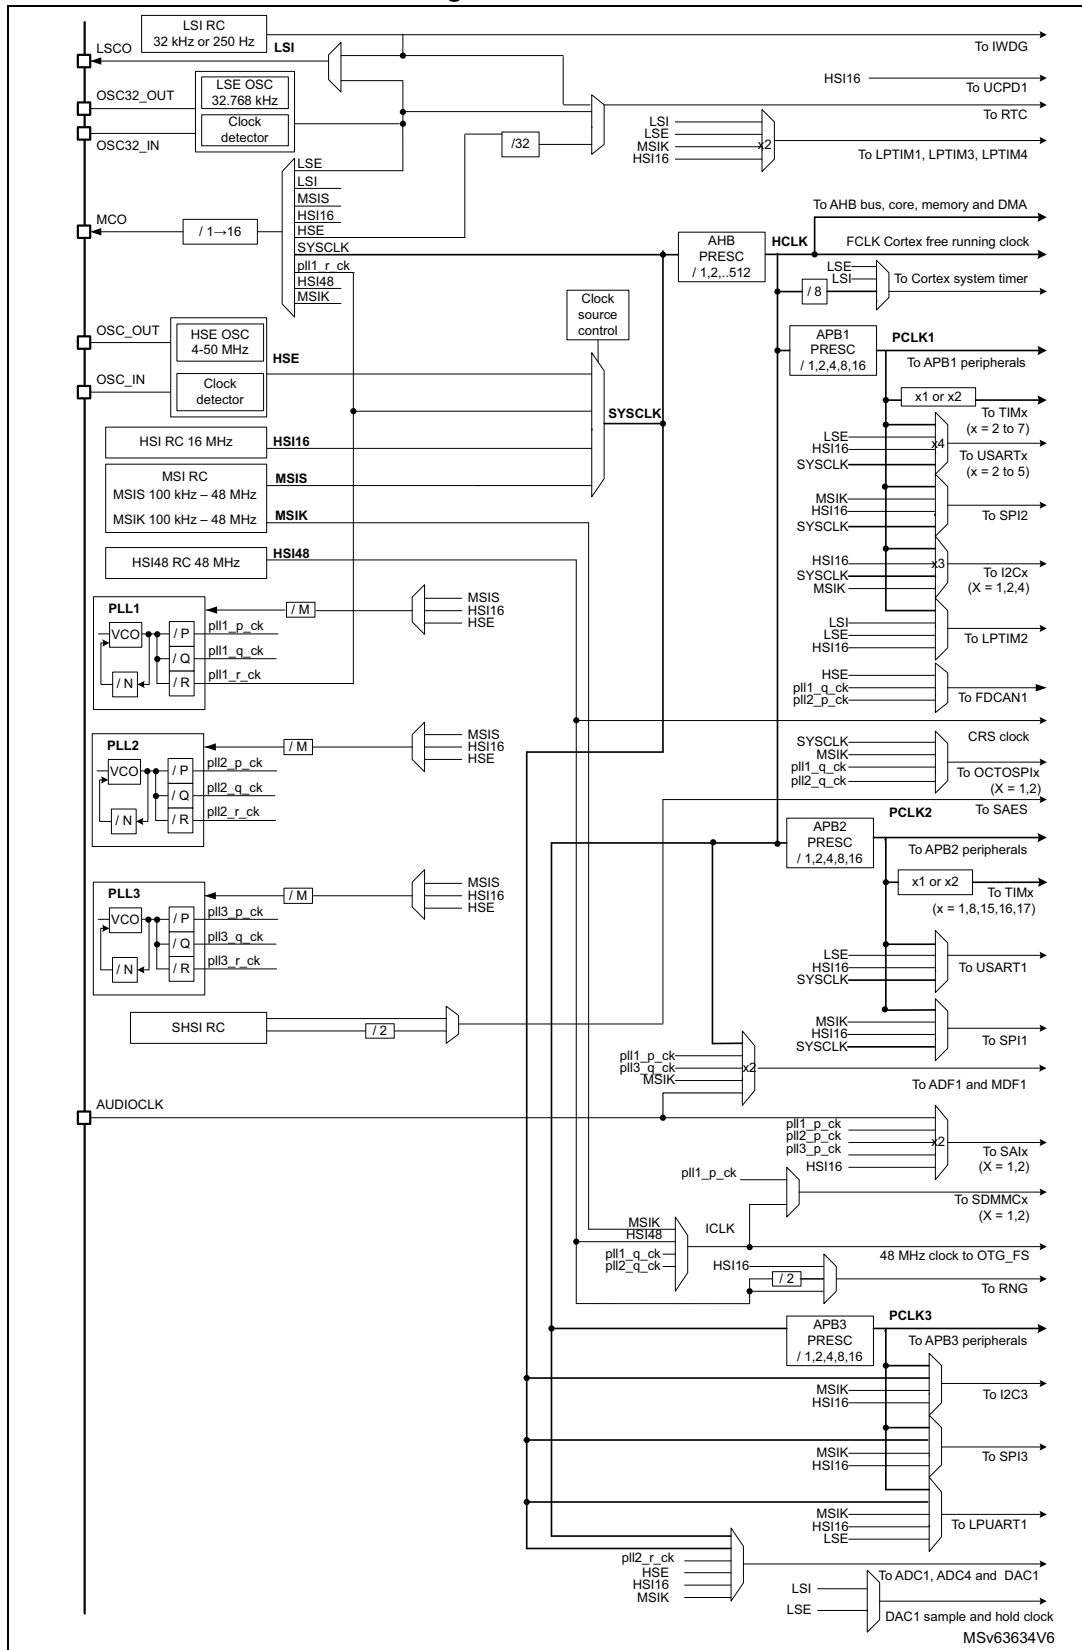 LSI RC
32 kHz or 250 Hz
LSI
LSCO
To IWDG
OSC32_OUT
LSE OSC
32.768 kHz
Clock
detector
OSC32_IN
HSI16
To UCPD1
To RTC
/32
LSI
LSE
MSIK
HSI16
x2
To LPTIM1, LPTIM3, LPTIM4
LSE
LSI
MSIS
HSI16
HSE
SYSCLK
pll1_r_ck
HSI48
MSIK
MCO
/ 1→16
AHB
PRESC
/ 1,2,..512
HCLK
To AHB bus, core, memory and DMA
FCLK Cortex free running clock
LSE
LSI
/ 8
To Cortex system timer
Clock
source
control
OSC_OUT
HSE OSC
4-50 MHz
HSE
OSC_IN
Clock
detector
SYSCLK
APB1
PRESC
/ 1,2,4,8,16
PCLK1
To APB1 peripherals
x1 or x2
To TIMx
(x = 2 to 7)
HSI RC 16 MHz
HSI16
LSE
HSI16
SYSCLK
x4
To USARTx
(x = 2 to 5)
MSI RC
MSIS 100 kHz – 48 MHz
MSIK 100 kHz – 48 MHz
MSIS
MSIK
MSIK
HSI16
SYSCLK
To SPI2
HSI48 RC 48 MHz
HSI48
HSI16
SYSCLK
MSIK
x3
To I2Cx
(X = 1,2,4)
PLL1
VCO
/ N
/ P
/ Q
/ R
pll1_p_ck
pll1_q_ck
pll1_r_ck
/ M
MSIS
HSI16
HSE
LSI
LSE
HSI16
To LPTIM2
HSE
pll1_q_ck
pll2_p_ck
To FDCAN1
CRS clock
PLL2
VCO
/ N
/ P
/ Q
/ R
pll2_p_ck
pll2_q_ck
pll2_r_ck
/ M
MSIS
HSI16
HSE
SYSCLK
MSIK
pll1_q_ck
pll2_q_ck
To OCTOSPIx
(X = 1,2)
To SAES
APB2
PRESC
/ 1,2,4,8,16
PCLK2
To APB2 peripherals
x1 or x2
To TIMx
(x = 1,8,15,16,17)
PLL3
VCO
/ N
/ P
/ Q
/ R
pll3_p_ck
pll3_q_ck
pll3_r_ck
/ M
MSIS
HSI16
HSE
LSE
HSI16
SYSCLK
To USART1
SHSI RC
/ 2
MSIK
HSI16
SYSCLK
To SPI1
pll1_p_ck
pll3_q_ck
MSIK
x2
To ADF1 and MDF1
AUDIOCLK
pll1_p_ck
pll2_p_ck
pll3_p_ck
HSI16
x2
To SAIx
(X = 1,2)
pll1_p_ck
To SDMMCx
(X = 1,2)
MSIK
HSI48
pll1_q_ck
pll2_q_ck
ICLK
48 MHz clock to OTG_FS
HSI16
/ 2
To RNG
APB3
PRESC
/ 1,2,4,8,16
PCLK3
To APB3 peripherals
MSIK
HSI16
To I2C3
MSIK
HSI16
To SPI3
MSIK
HSI16
LSE
To LPUART1
pll2_r_ck
HSE
HSI16
MSIK
To ADC1, ADC4 and DAC1
LSI
LSE
DAC1 sample and hold clock
MSv63634V6